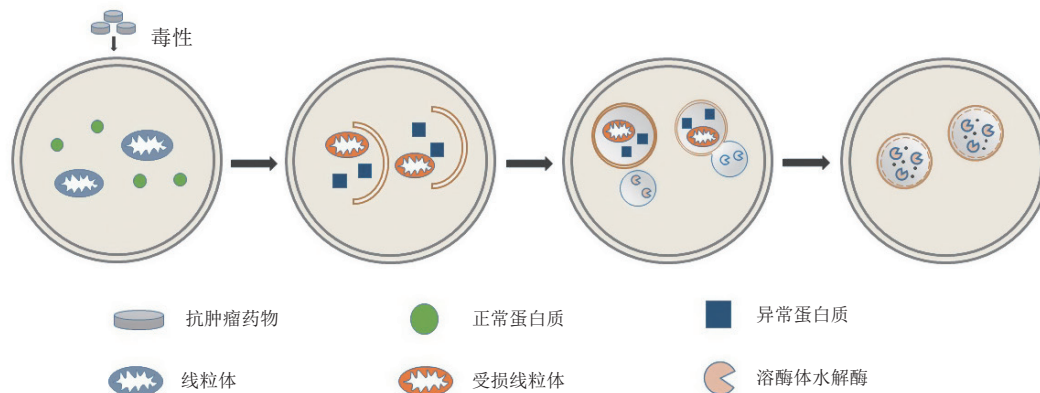 毒性
抗肿瘤药物
正常蛋白质
异常蛋白质
线粒体
受损线粒体
溶酶体水解酶